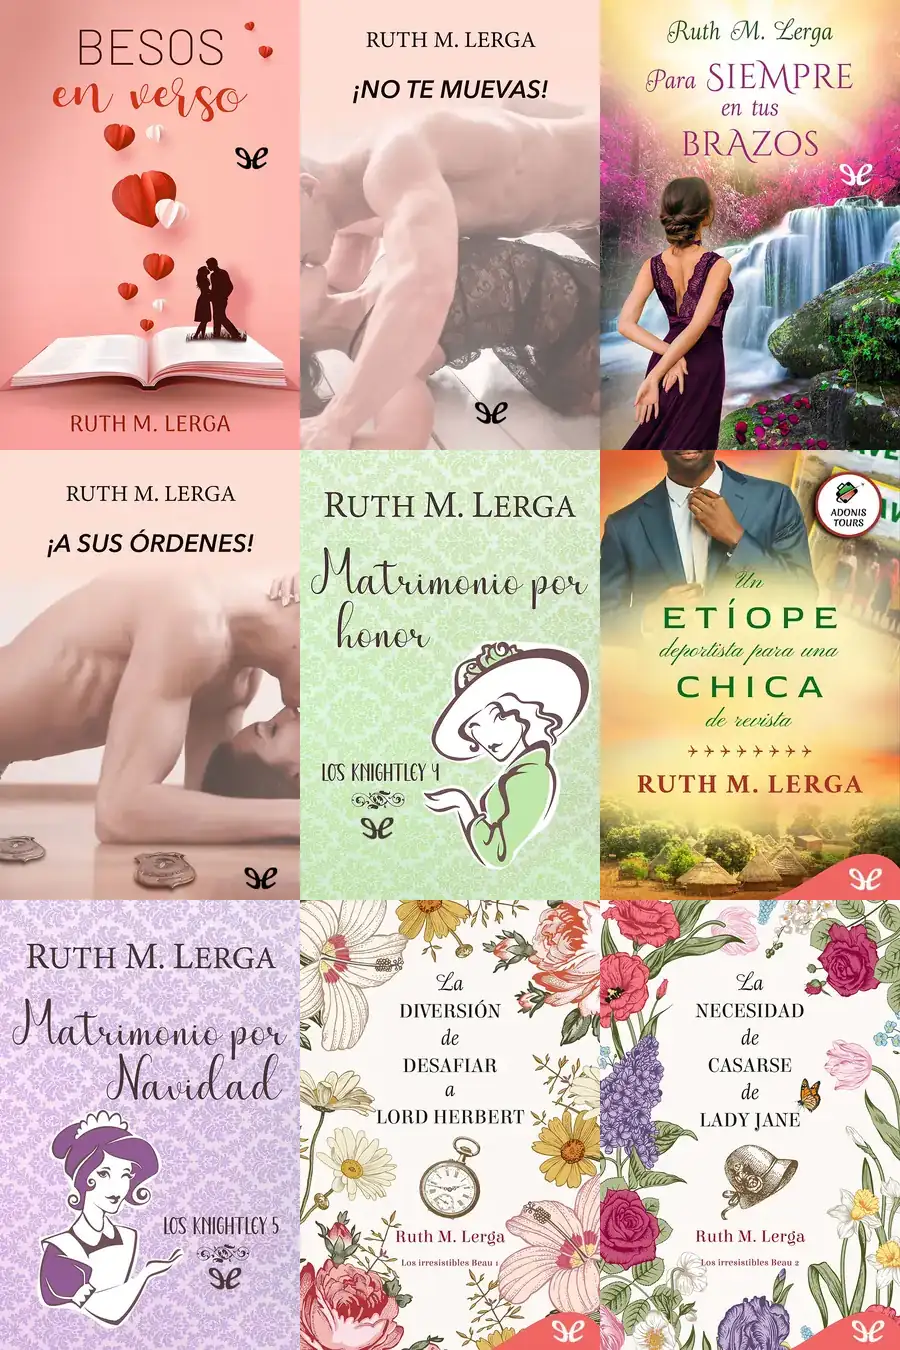 BESOS
en verso
RUTH M. LERGA
RUTH M. LERGA
¡NO TE MUEVAS!
Ruth M. Lerga
Para SIEMPRE
en tus
BRAZOS
RUTH M. LERGA
¡A SUS ÓRDENES!
RUTH M. LERGA
Matrimonio por
honor
LOS KNIGHTLEY 4
ADONIS
TOURS
Un
ETÍOPE
deportista para una
CHICA
de revista
RUTH M. LERGA
RUTH M. LERGA
Matrimonio por
Navidad
LOS KNIGHTLEY 5
La
DIVERSIÓN
de
DESAFIAR
a
LORD HERBERT
Ruth M. Lerga
Los irresistibles Beau 1
La
NECESIDAD
de
CASARSE
de
LADY JANE
Ruth M. Lerga
Los irresistibles Beau 2